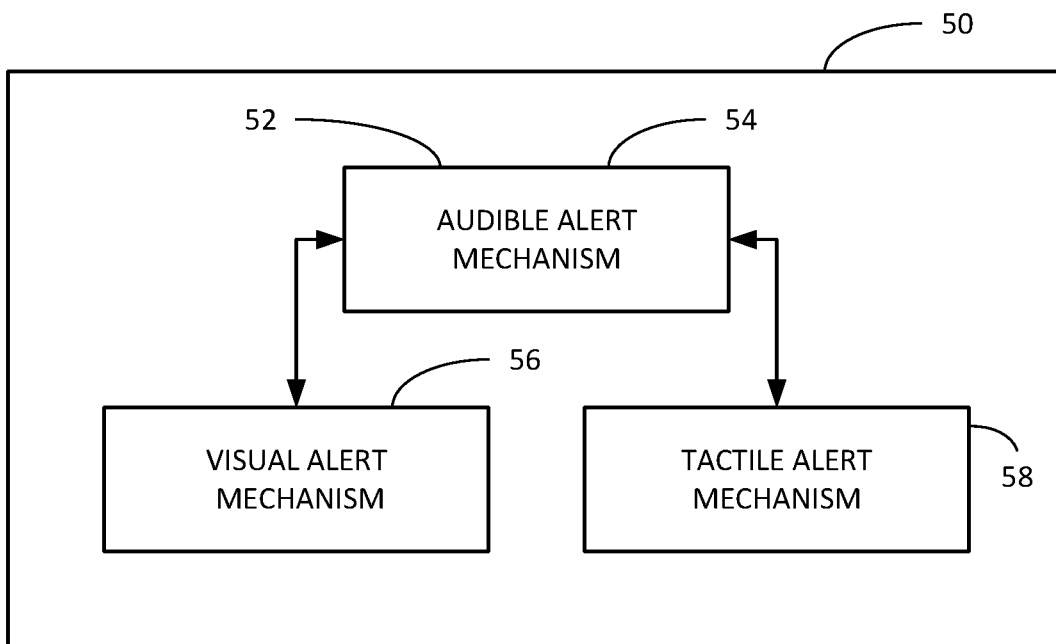 50
52
54
AUDIBLE ALERT
MECHANISM
56
VISUAL ALERT
MECHANISM
TACTILE ALERT
MECHANISM
58